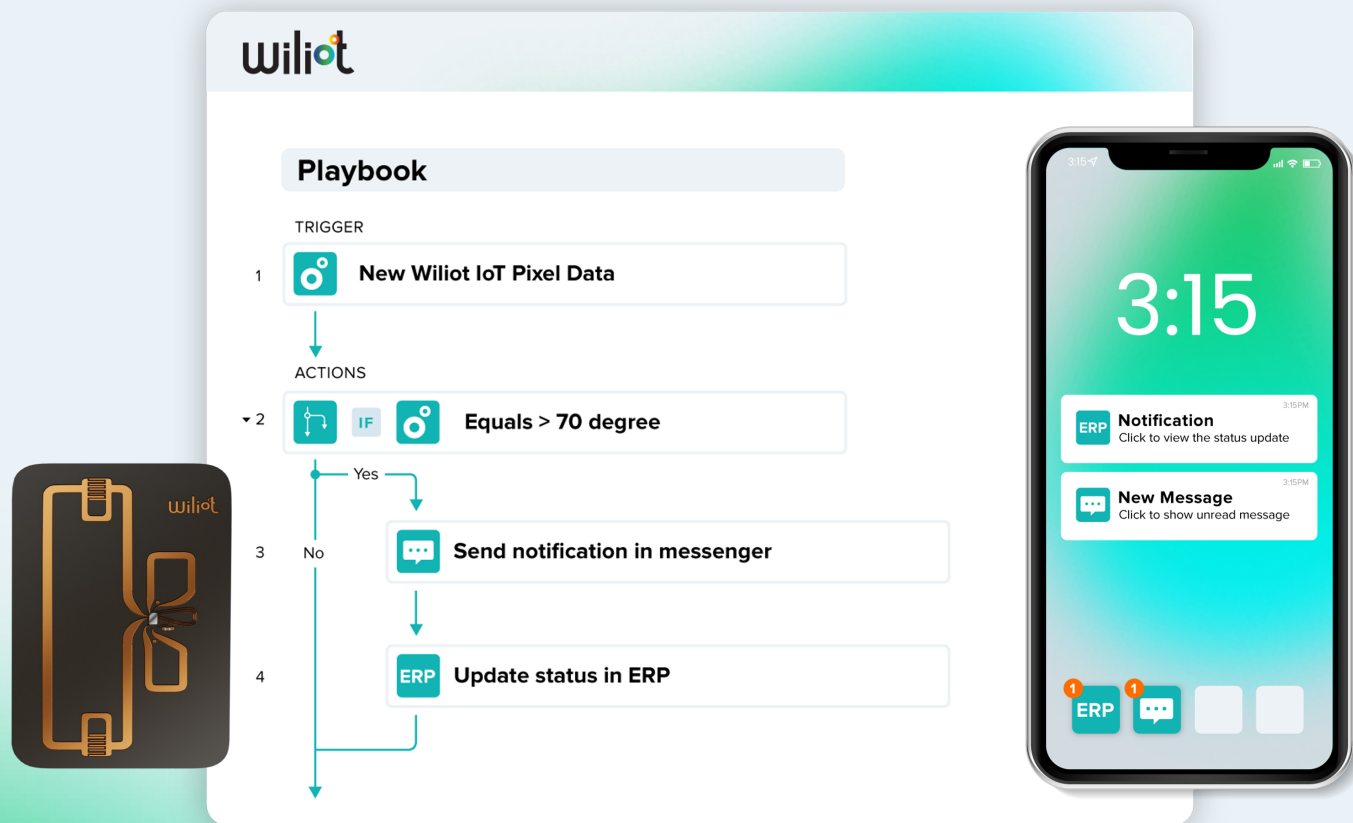 wiliot
Playbook
TRIGGER
1
New Wiliot IoT Pixel Data
ACTIONS
2
IF
Equals > 70 degree
Yes
3
No
Send notification in messenger
4
ERP
Update status in ERP
wiliot
3:15
3:15
3:15PM
ERP
Notification
Click to view the status update
3:15PM
New Message
Click to show unread message
1
ERP
1